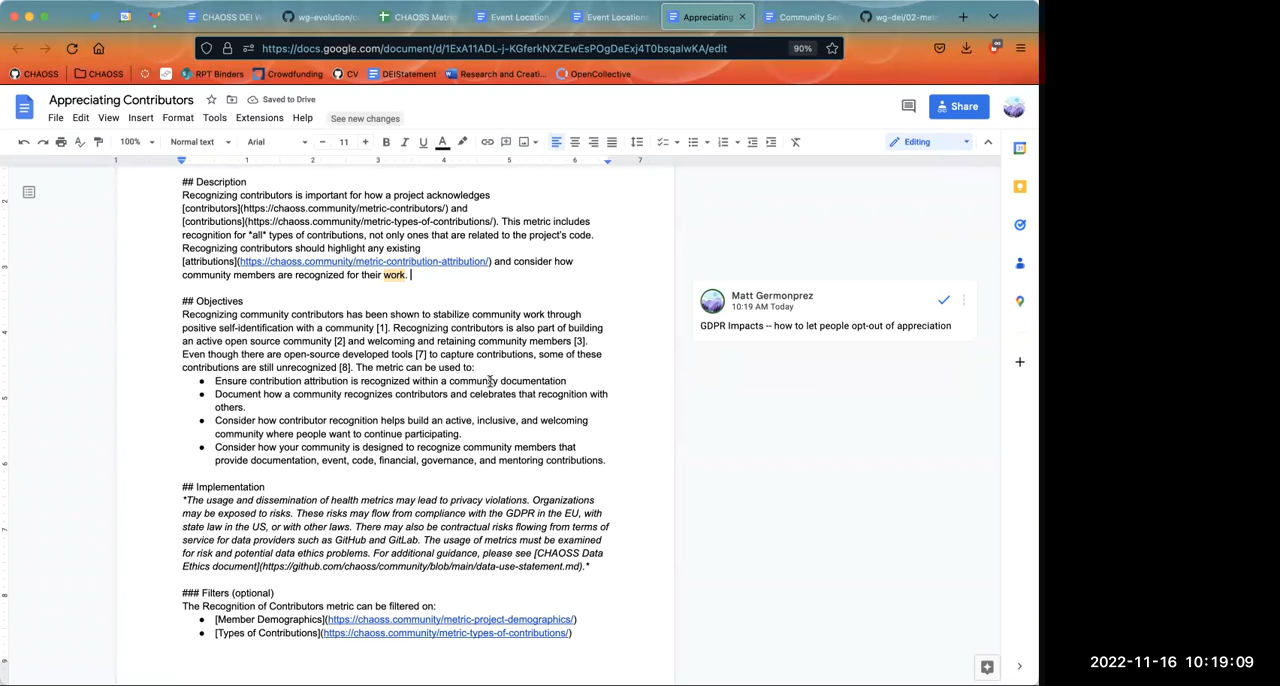 CHAOSS DEI W
wg-evolution/c
CHAOSS Metri
Event Location
Event Location
Appreciating
Community Se
wg-dei/02-met
https://docs.google.com/document/d/1ExA11ADL-j-KGferkNXZEwEsPOgDeExj4T0bsqalwKA/edit
90%
CHAOSS
CHAOSS
RPT Binders
Crowdfunding
CV
DEIStatement
Research and Creati...
OpenCollective
Appreciating Contributors
Saved to Drive
File Edit View Insert Format Tools Extensions Help
See new changes
Share
100%
Normal text
Arial
11
B I U A
Editing
1 1 2 3 4 5 6 7
2
3
4
5
6
7
8
9
## Description
Recognizing contributors is important for how a project acknowledges
[contributors](https://chaoss.community/metric-contributors/) and
[contributions](https://chaoss.community/metric-types-of-contributions/). This metric includes
recognition for *all* types of contributions, not only ones that are related to the project's code.
Recognizing contributors should highlight any existing
[attributions](https://chaoss.community/metric-contribution-attribution/) and consider how
community members are recognized for their work.
## Objectives
Recognizing community contributors has been shown to stabilize community work through
positive self-identification with a community [1]. Recognizing contributors is also part of building
an active open source community [2] and welcoming and retaining community members [3].
Even though there are open-source developed tools [7] to capture contributions, some of these
contributions are still unrecognized [8]. The metric can be used to:
● Ensure contribution attribution is recognized within a community documentation
● Document how a community recognizes contributors and celebrates that recognition with
others.
● Consider how contributor recognition helps build an active, inclusive, and welcoming
community where people want to continue participating.
● Consider how your community is designed to recognize community members that
provide documentation, event, code, financial, governance, and mentoring contributions.
## Implementation
*The usage and dissemination of health metrics may lead to privacy violations. Organizations
may be exposed to risks. These risks may flow from compliance with the GDPR in the EU, with
state law in the US, or with other laws. There may also be contractual risks flowing from terms of
service for data providers such as GitHub and GitLab. The usage of metrics must be examined
for risk and potential data ethics problems. For additional guidance, please see [CHAOSS Data
Ethics document](https://github.com/chaoss/community/blob/main/data-use-statement.md).*
### Filters (optional)
The Recognition of Contributors metric can be filtered on:
● [Member Demographics](https://chaoss.community/metric-project-demographics/)
● [Types of Contributions](https://chaoss.community/metric-types-of-contributions/)
Matt Germonprez
10:19 AM Today
GDPR Impacts -- how to let people opt-out of appreciation
2022-11-16 10:19:09